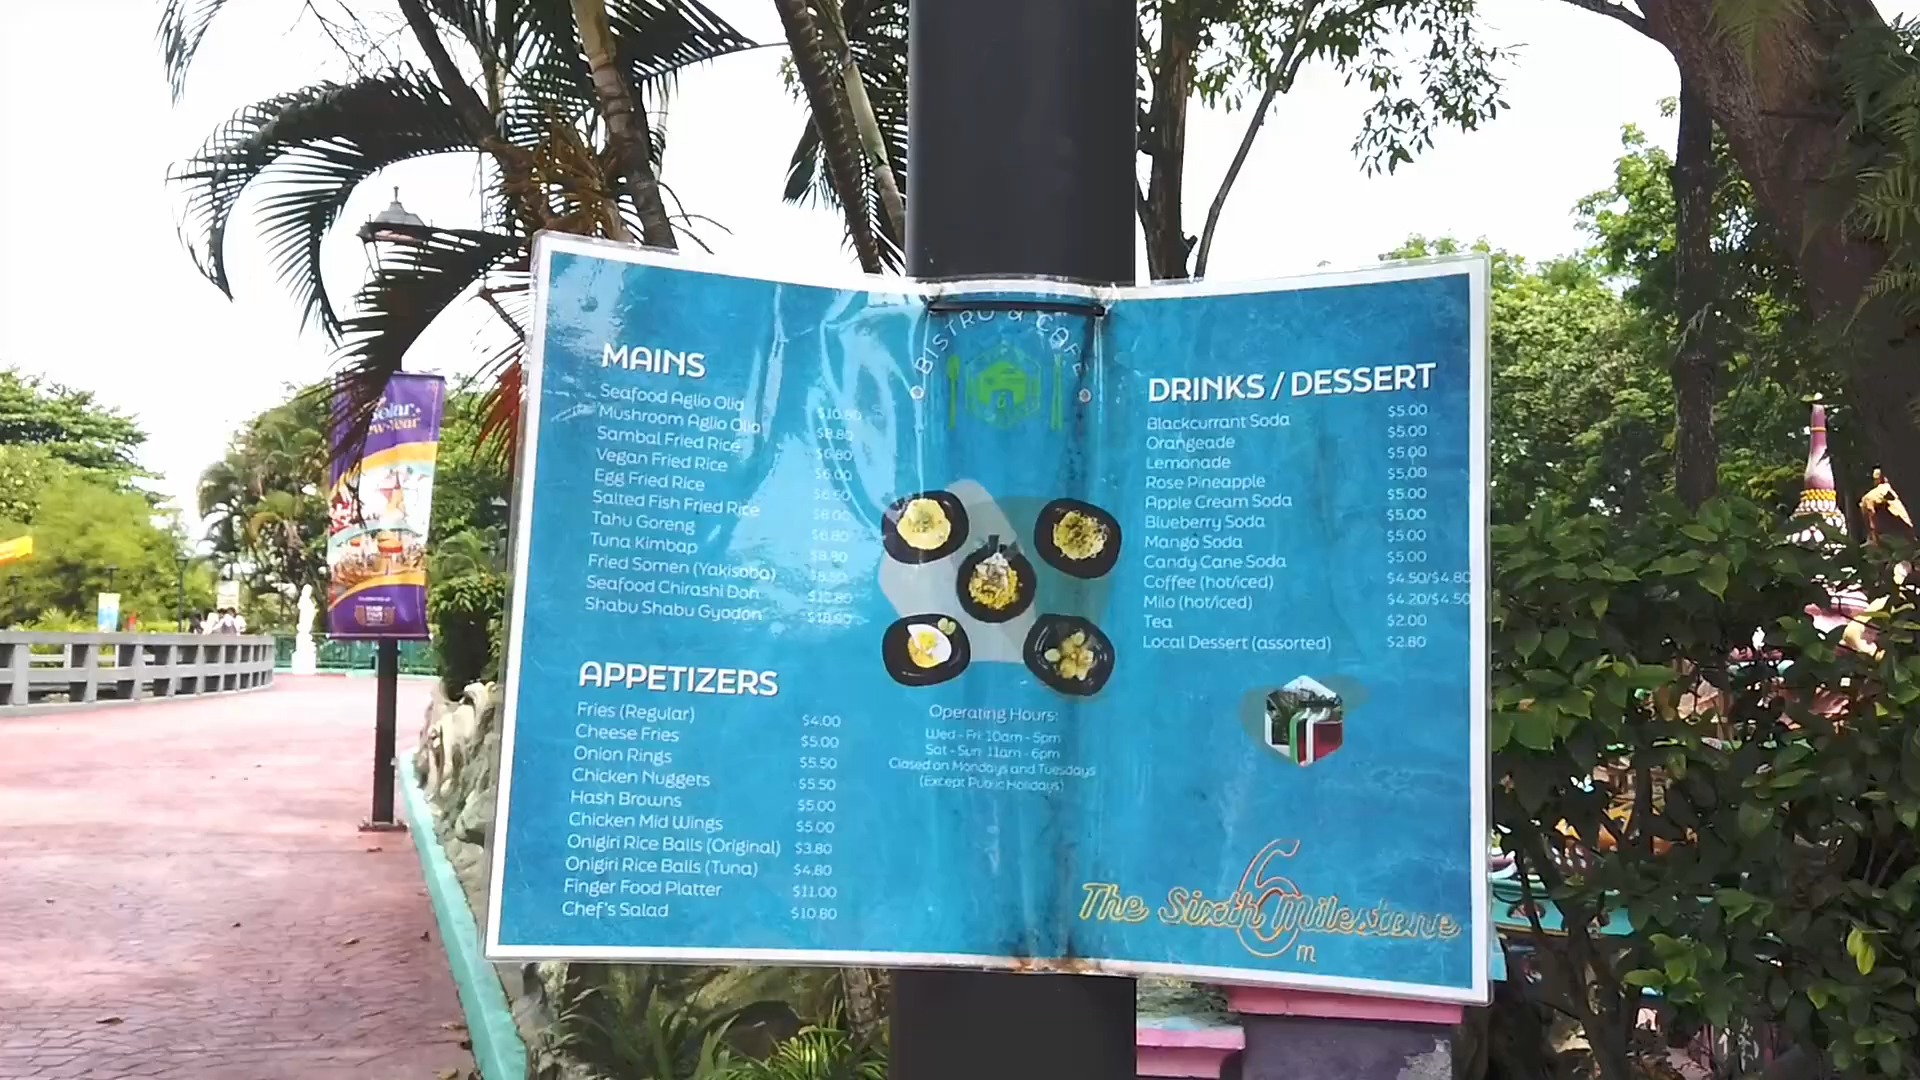 BISTRO & CAFE
MAINS
Seafood Aglio Olio $10.80
Mushroom Aglio Olio $8.80
Sambal Fried Rice $6.80
Vegan Fried Rice $6.00
Egg Fried Rice $6.50
Salted Fish Fried Rice
Tahu Goreng $6.80
Tuna Kimbap $8.80
Fried Somen (Yakisoba)
Seafood Chirashi Don $12.80
Shabu Shabu Gyodon
APPETIZERS
Fries (Regular) $4.00
Cheese Fries $5.00
Onion Rings $5.50
Chicken Nuggets $5.50
Hash Browns $5.00
Chicken Mid Wings $5.00
Onigiri Rice Balls (Original) $3.80
Onigiri Rice Balls (Tuna) $4.80
Finger Food Platter $11.00
Chef's Salad $10.80
Operating Hours:
Wed - Fri: 10am - 5pm
Sat - Sun: 11am - 6pm
Closed on Mondays and Tuesdays
(Except Public Holidays)
DRINKS / DESSERT
Blackcurrant Soda $5.00
Orangeade $5.00
Lemonade $5.00
Rose Pineapple $5.00
Apple Cream Soda $5.00
Blueberry Soda $5.00
Mango Soda $5.00
Candy Cane Soda $5.00
Coffee (hot/iced) $4.50/$4.80
Milo (hot/iced) $4.20/$4.50
Tea $2.00
Local Dessert (assorted) $2.80
The Sixth Milestone
6
m